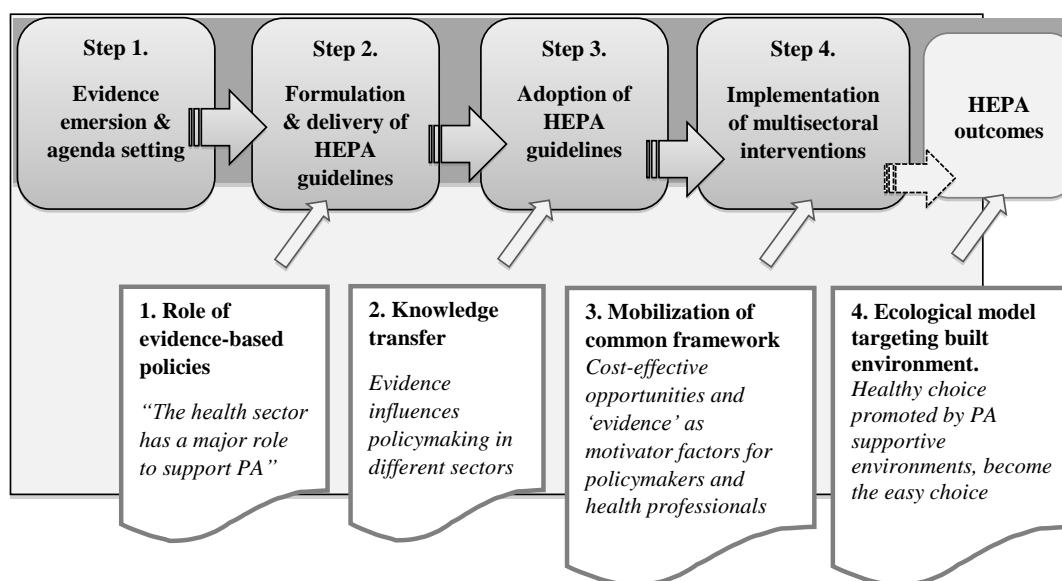 Step 1.
Evidence
emersion &
agenda setting
Step 2.
Formulation
& delivery of
HEPA
guidelines
Step 3.
Adoption of
HEPA
guidelines
Step 4.
Implementation
of multisectoral
interventions
HEPA
outcomes
1. Role of
evidence-based
policies
“The health sector
has a major role
to support PA”
2. Knowledge
transfer
Evidence
influences
policymaking in
different sectors
3. Mobilization of
common framework
Cost-effective
opportunities and
‘evidence’ as
motivator factors for
policymakers and
health professionals
4. Ecological model
targeting built
environment.
Healthy choice
promoted by PA
supportive
environments, become
the easy choice